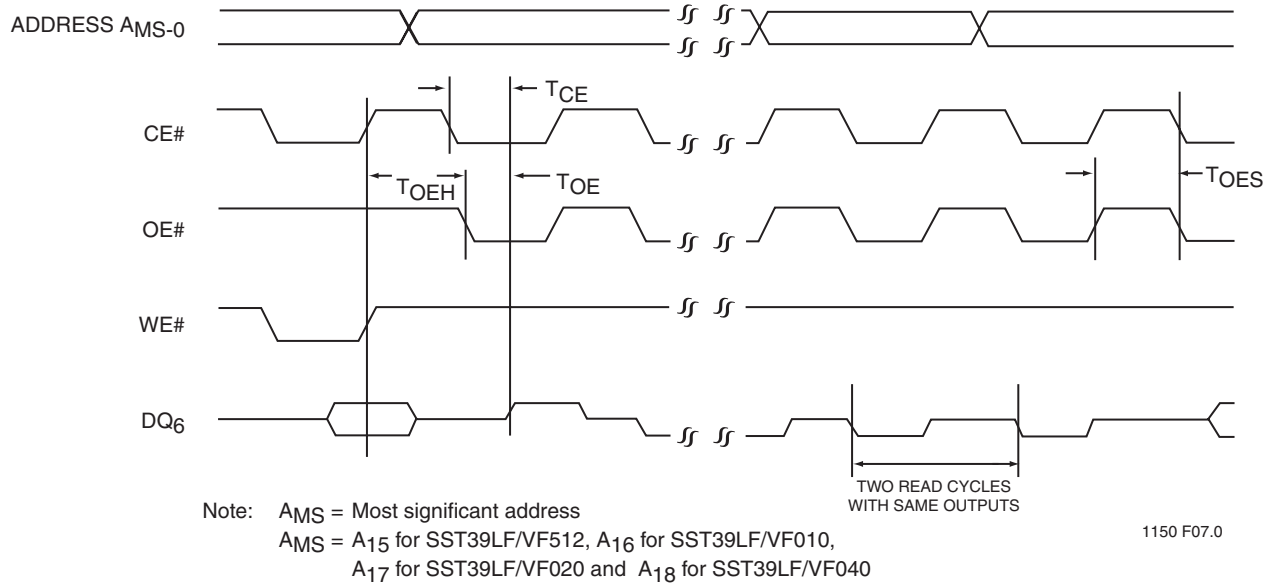 ADDRESS AMS-0
TCE
CE#
TOEH
TOE
TOES
OE#
WE#
DQ6
TWO READ CYCLES
WITH SAME OUTPUTS
Note: AMS = Most significant address
AMS = A15 for SST39LF/VF512, A16 for SST39LF/VF010,
A17 for SST39LF/VF020 and A18 for SST39LF/VF040
1150 F07.0